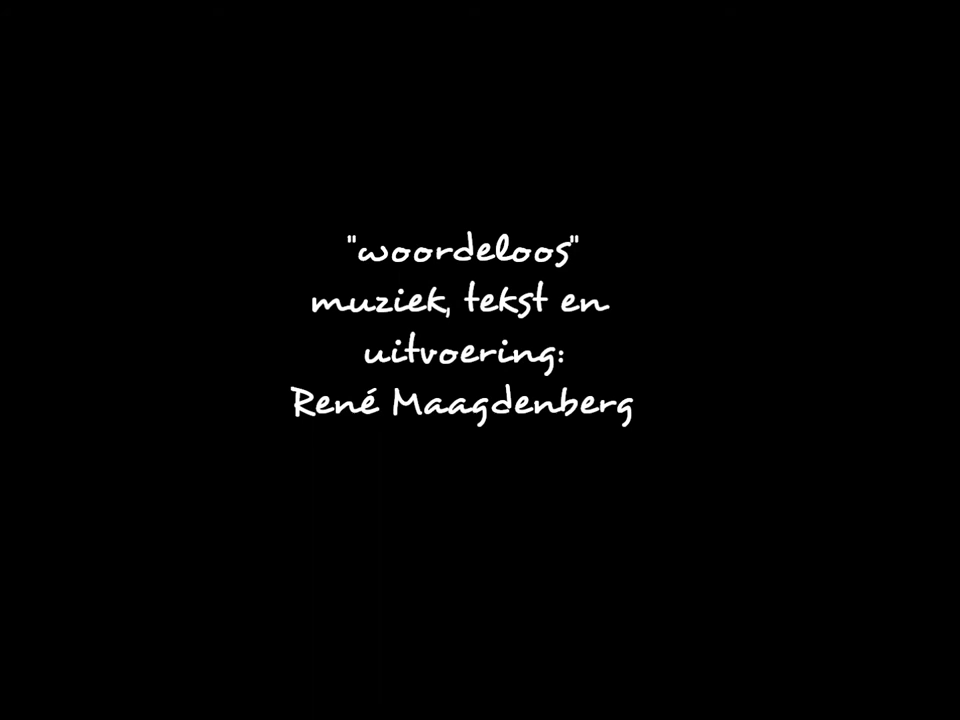 "woordeloos"
muziek, tekst en
uitvoering:
René Maagdenberg